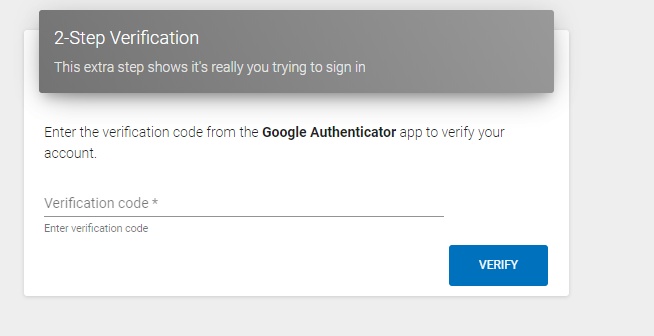 2-Step Verification
This extra step shows it's really you trying to sign in
Enter the verification code from the Google Authenticator app to verify your
account.
Verification code *
Enter verification code
VERIFY